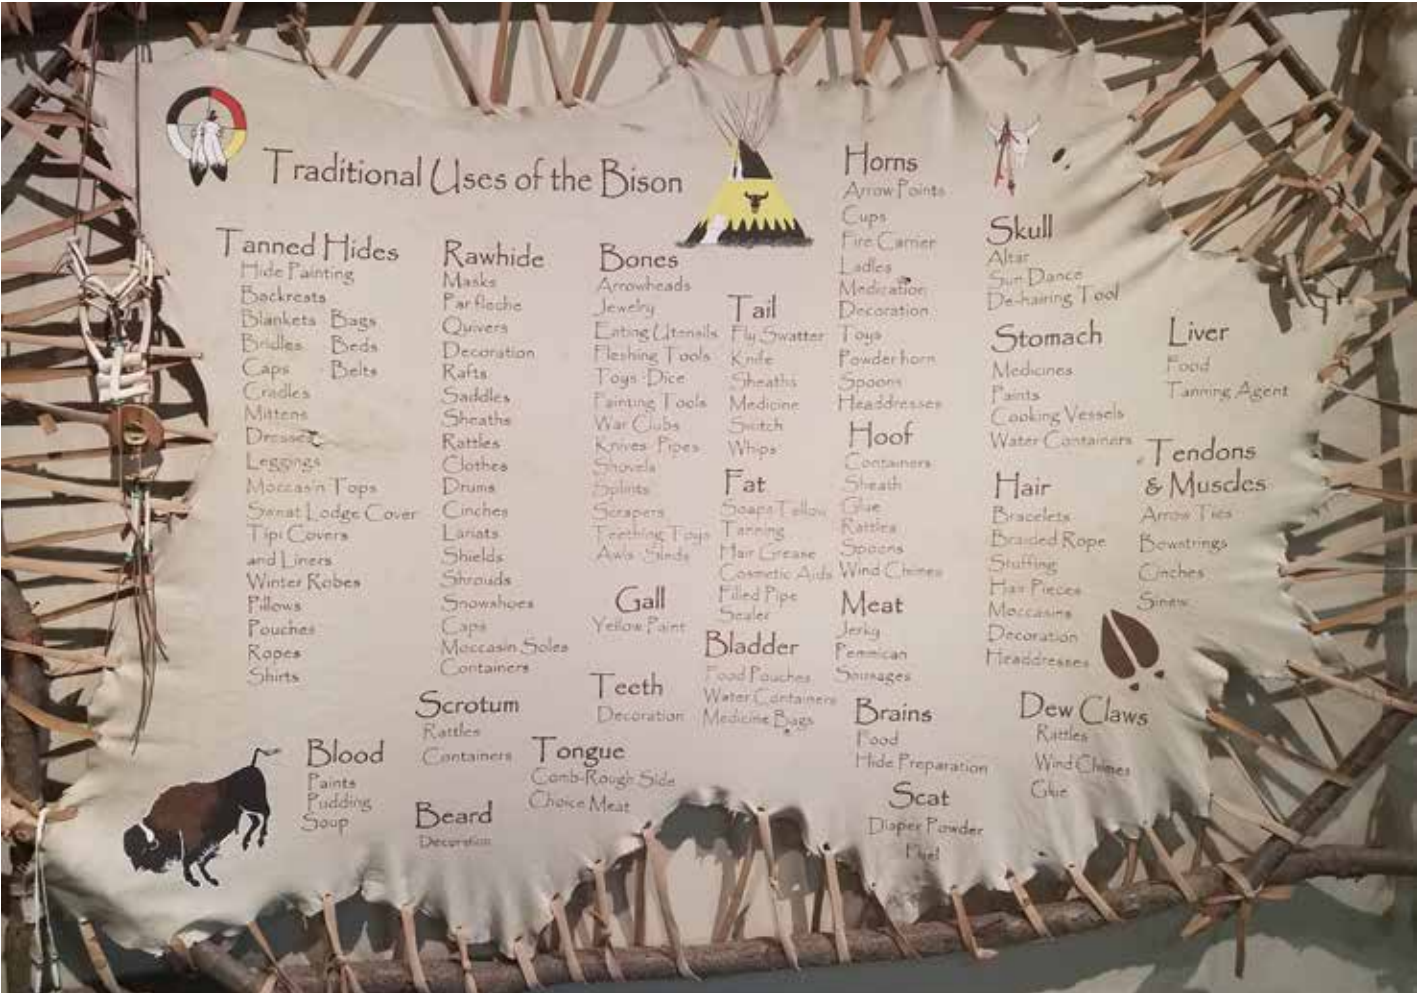 Traditional Uses of the Bison
Tanned Hides
Hide Painting
Backrests
Blankets Bags
Bridles Beds
Caps Belts
Cradles
Mittens
Dresses
Leggings
Moccasin Tops
Sweat Lodge Cover
Tipi Covers
and Liners
Winter Robes
Pillows
Pouches
Ropes
Shirts
Rawhide
Masks
Parfleche
Quivers
Decoration
Rafts
Saddles
Sheaths
Rattles
Clothes
Drums
Cinches
Lariats
Shields
Shrouds
Snowshoes
Caps
Moccasin Soles
Containers
Scrotum
Rattles
Containers
Blood
Paints
Pudding
Soup
Beard
Decoration
Bones
Arrowheads
Jewelry
Eating Utensils
Fleshing Tools
Toys · Dice
Painting Tools
War Clubs
Knives · Pipes
Shovels
Splints
Scrapers
Teething Toys
Awls · Sleds
Gall
Yellow Paint
Teeth
Decoration
Tongue
Comb-Rough Side
Choice Meat
Tail
Fly Swatter
Knife
Sheaths
Medicine
Switch
Whips
Fat
Soaps Tallow
Tanning
Hair Grease
Cosmetic Aids
Filled Pipe
Sealer
Bladder
Food Pouches
Water Containers
Medicine Bags
Horns
Arrow Points
Cups
Fire Carrier
Ladles
Medication
Decoration
Toys
Powderhorn
Spoons
Headdresses
Hoof
Containers
Sheath
Glue
Rattles
Spoons
Wind Chimes
Meat
Jerky
Pemmican
Sausages
Brains
Food
Hide Preparation
Scat
Diaper Powder
Fuel
Skull
Altar
Sun Dance
De-hairing Tool
Stomach
Medicines
Paints
Cooking Vessels
Water Containers
Hair
Bracelets
Braided Rope
Stuffing
Hair Pieces
Moccasins
Decoration
Headdresses
Dew Claws
Rattles
Wind Chimes
Glue
Liver
Food
Tanning Agent
Tendons
& Muscles
Arrow Ties
Bowstrings
Cinches
Sinew